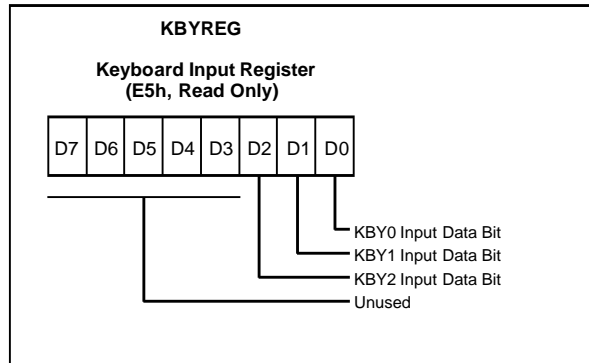 KBYREG
Keyboard Input Register
(E5h, Read Only)
D7 D6 D5 D4 D3 D2 D1 D0
KBY0 Input Data Bit
KBY1 Input Data Bit
KBY2 Input Data Bit
Unused